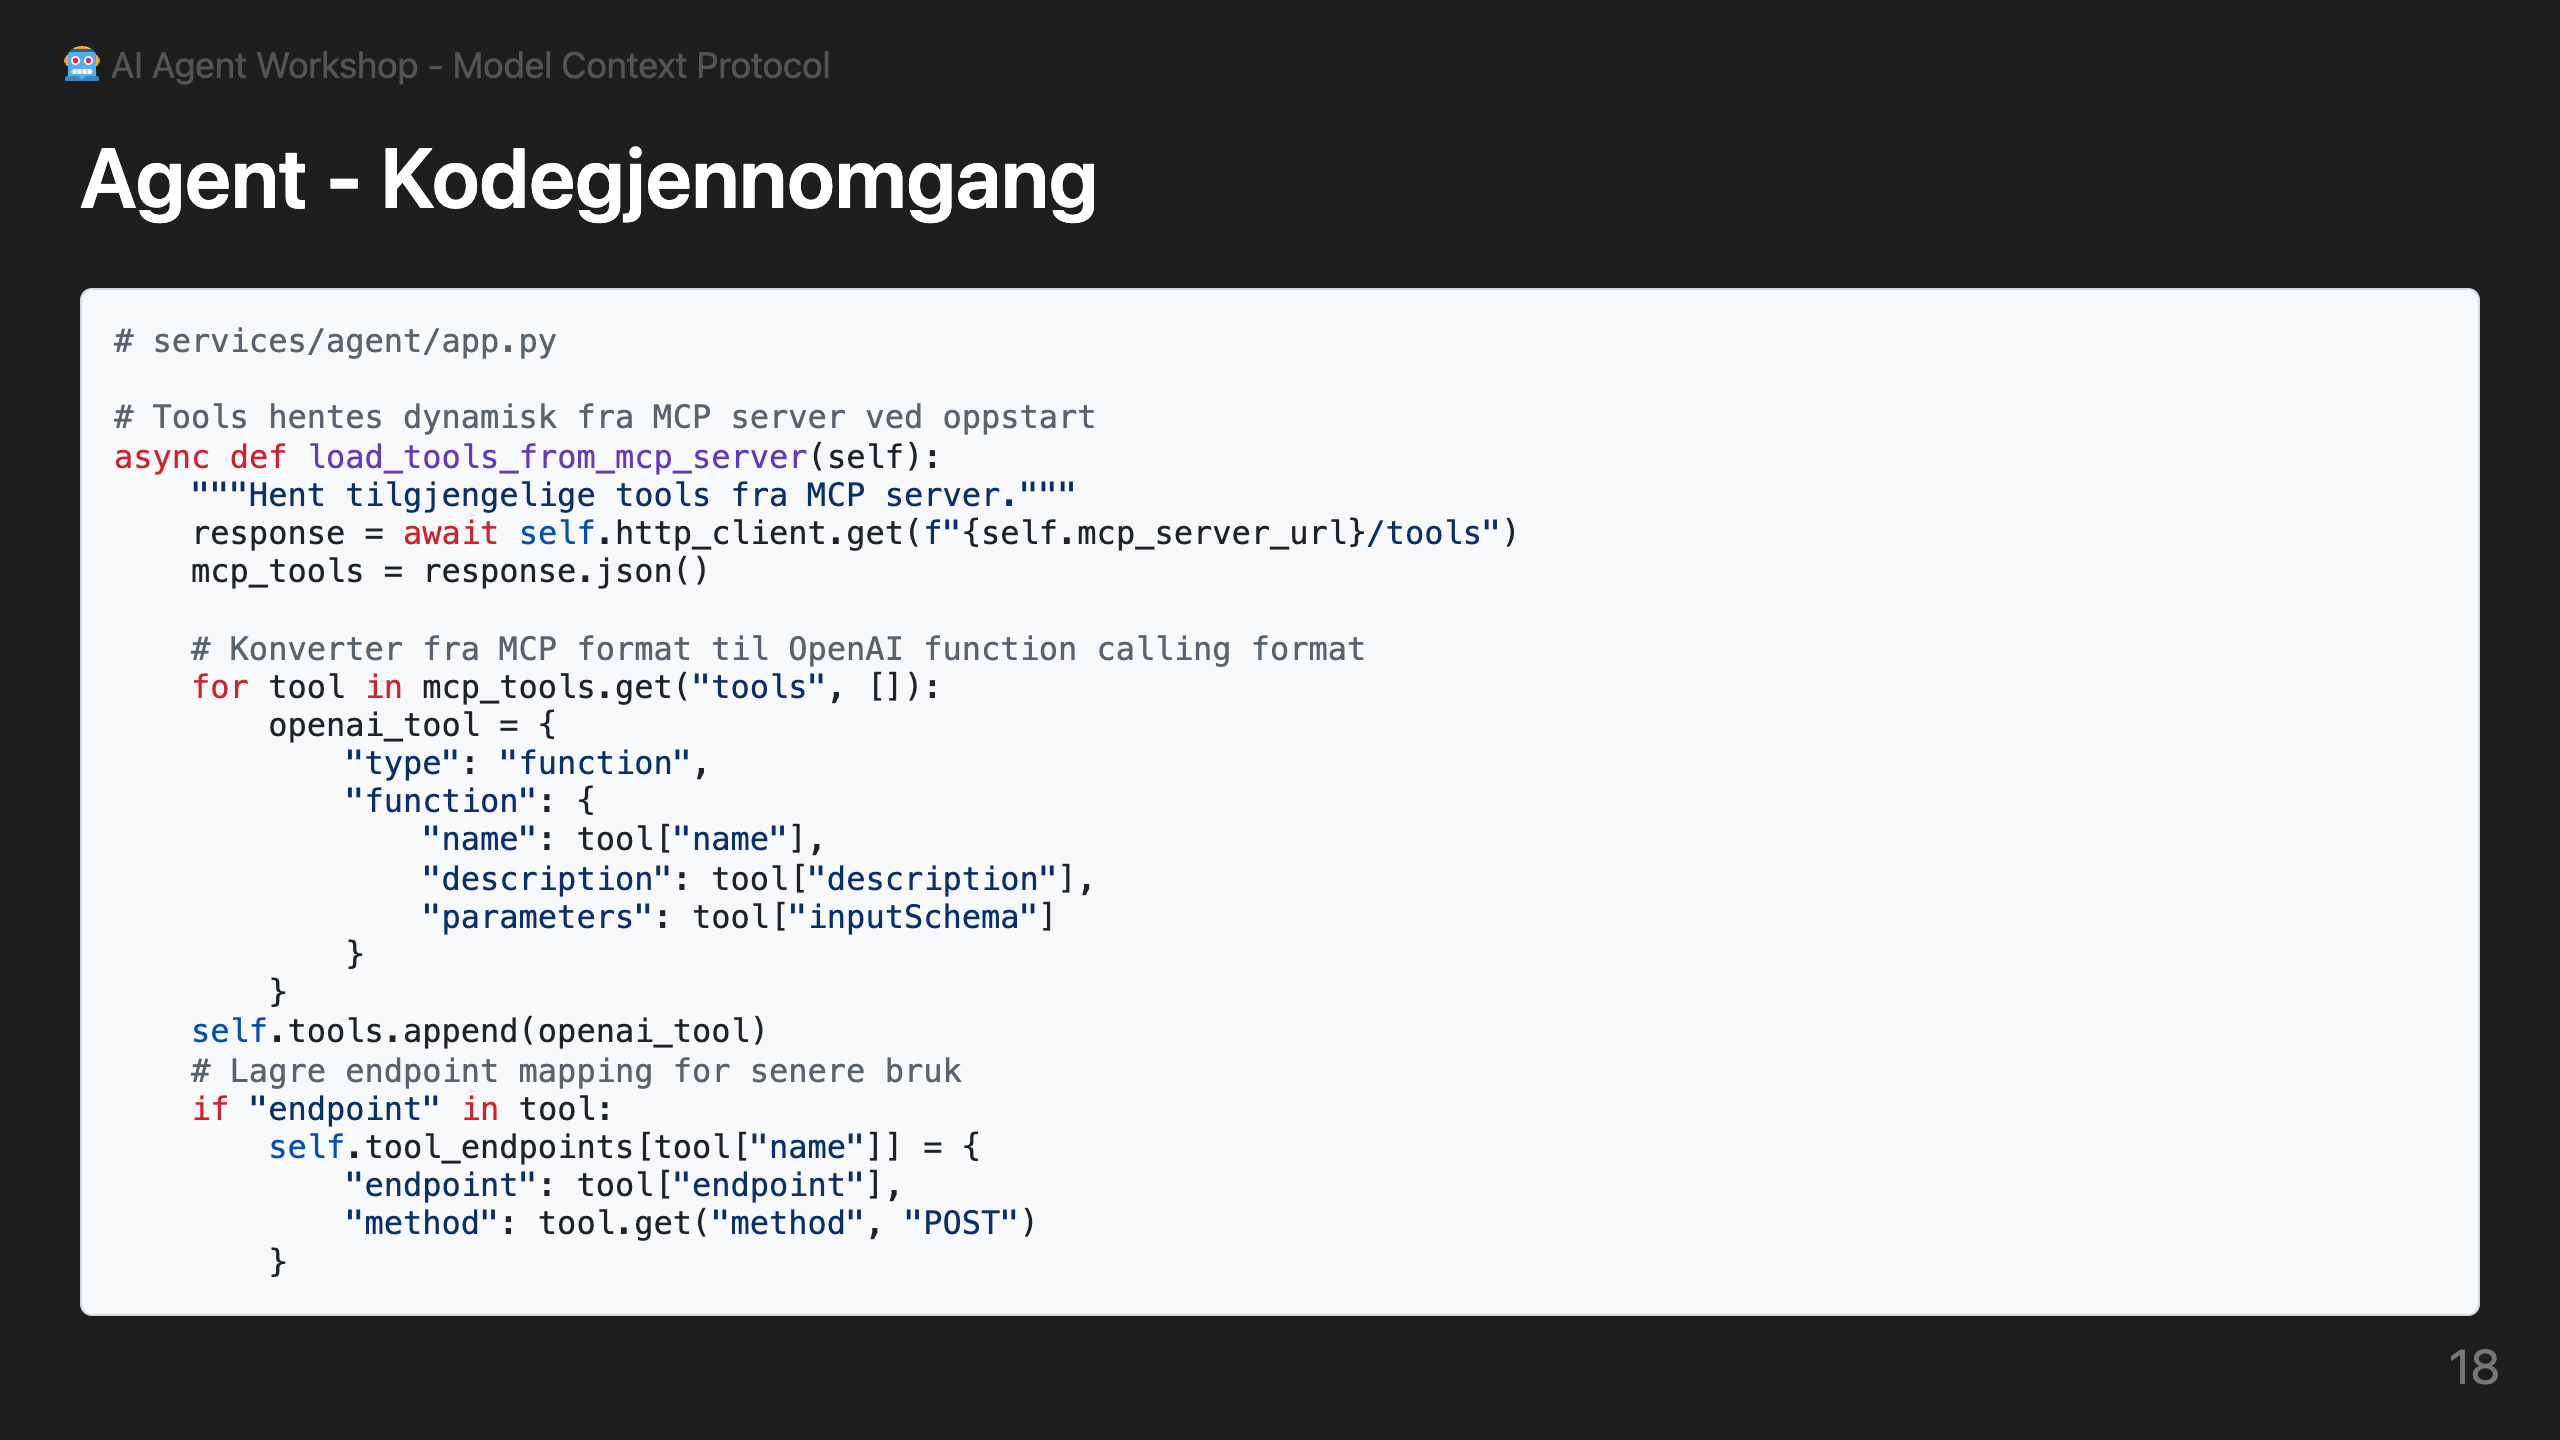 AI Agent Workshop - Model Context Protocol
Agent - Kodegjennomgang
# services/agent/app.py
# Tools hentes dynamisk fra MCP server ved oppstart
async def load_tools_from_mcp_server(self):
    """Hent tilgjengelige tools fra MCP server."""
    response = await self.http_client.get(f"{self.mcp_server_url}/tools")
    mcp_tools = response.json()
    # Konverter fra MCP format til OpenAI function calling format
    for tool in mcp_tools.get("tools", []):
        openai_tool = {
            "type": "function",
            "function": {
                "name": tool["name"],
                "description": tool["description"],
                "parameters": tool["inputSchema"]
            }
        }
    self.tools.append(openai_tool)
    # Lagre endpoint mapping for senere bruk
    if "endpoint" in tool:
        self.tool_endpoints[tool["name"]] = {
            "endpoint": tool["endpoint"],
            "method": tool.get("method", "POST")
        }
18